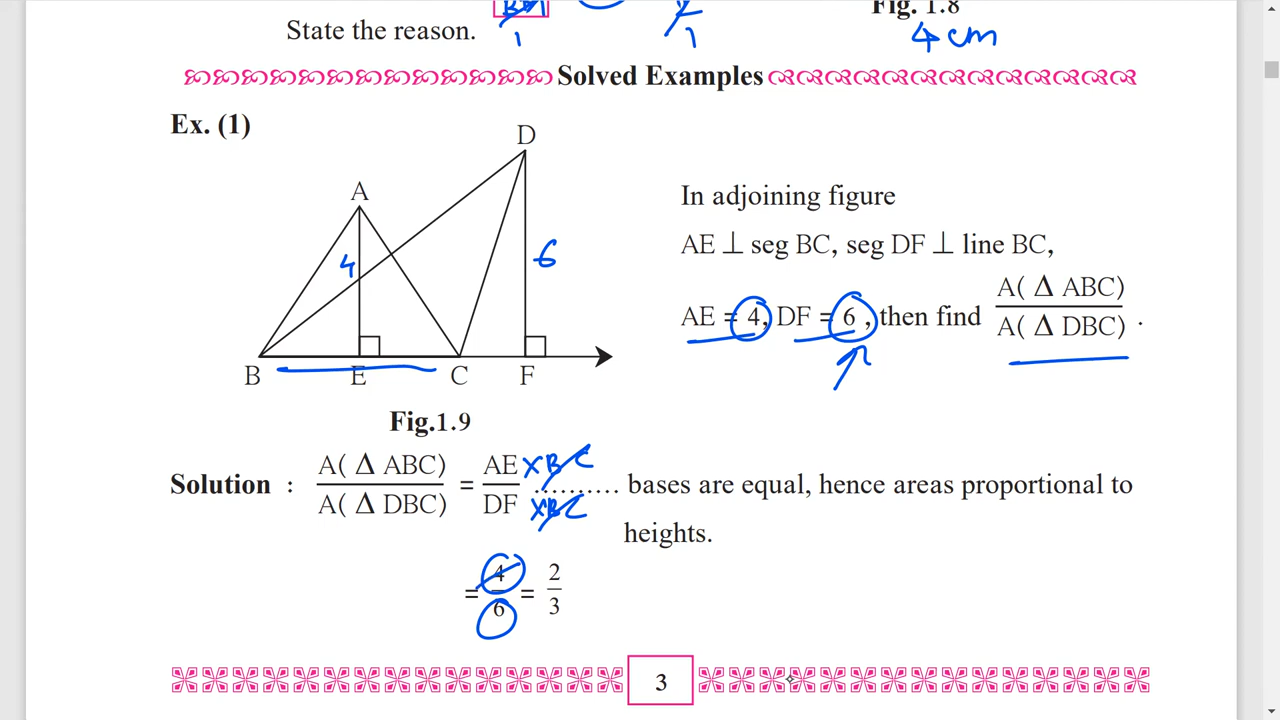 Fig. 1.8
State the reason.
1
1
4 cm
Solved Examples
Ex. (1)
D
A
4
6
B E C F
Fig.1.9
In adjoining figure
AE ⊥ seg BC, seg DF ⊥ line BC,
AE = 4, DF = 6 , then find A( Δ ABC) / A( Δ DBC) .
Solution : A( Δ ABC) / A( Δ DBC) = AE × BC / DF × BC .......... bases are equal, hence areas proportional to
heights.
= 4/6 = 2/3
3